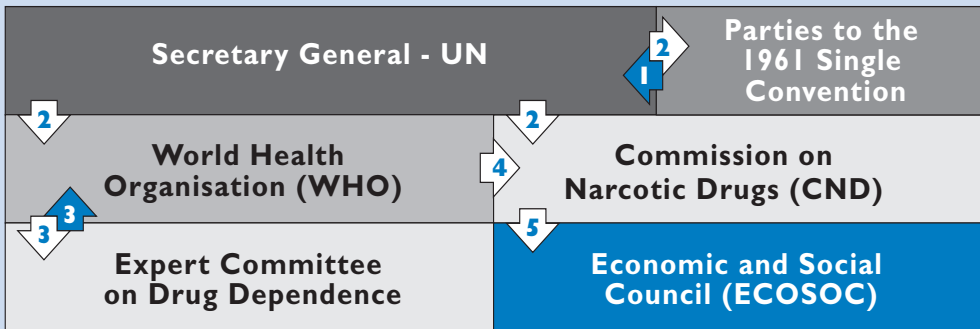 Secretary General - UN
Parties to the
1961 Single
Convention
1
2
2
2
World Health
Organisation (WHO)
4
Commission on
Narcotic Drugs (CND)
3
3
5
Expert Committee
on Drug Dependence
Economic and Social
Council (ECOSOC)